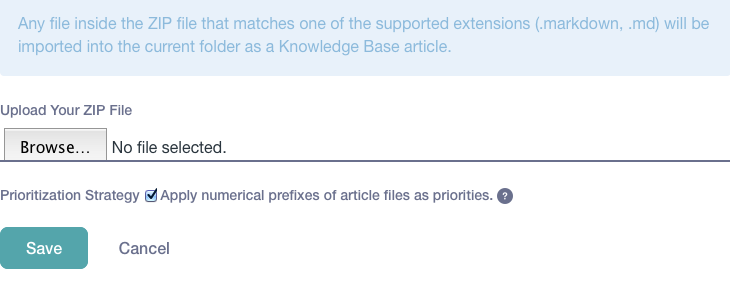 Any file inside the ZIP file that matches one of the supported extensions (.markdown, .md) will be
imported into the current folder as a Knowledge Base article.
Upload Your ZIP File
Browse... No file selected.
Prioritization Strategy Apply numerical prefixes of article files as priorities. ?
Save Cancel